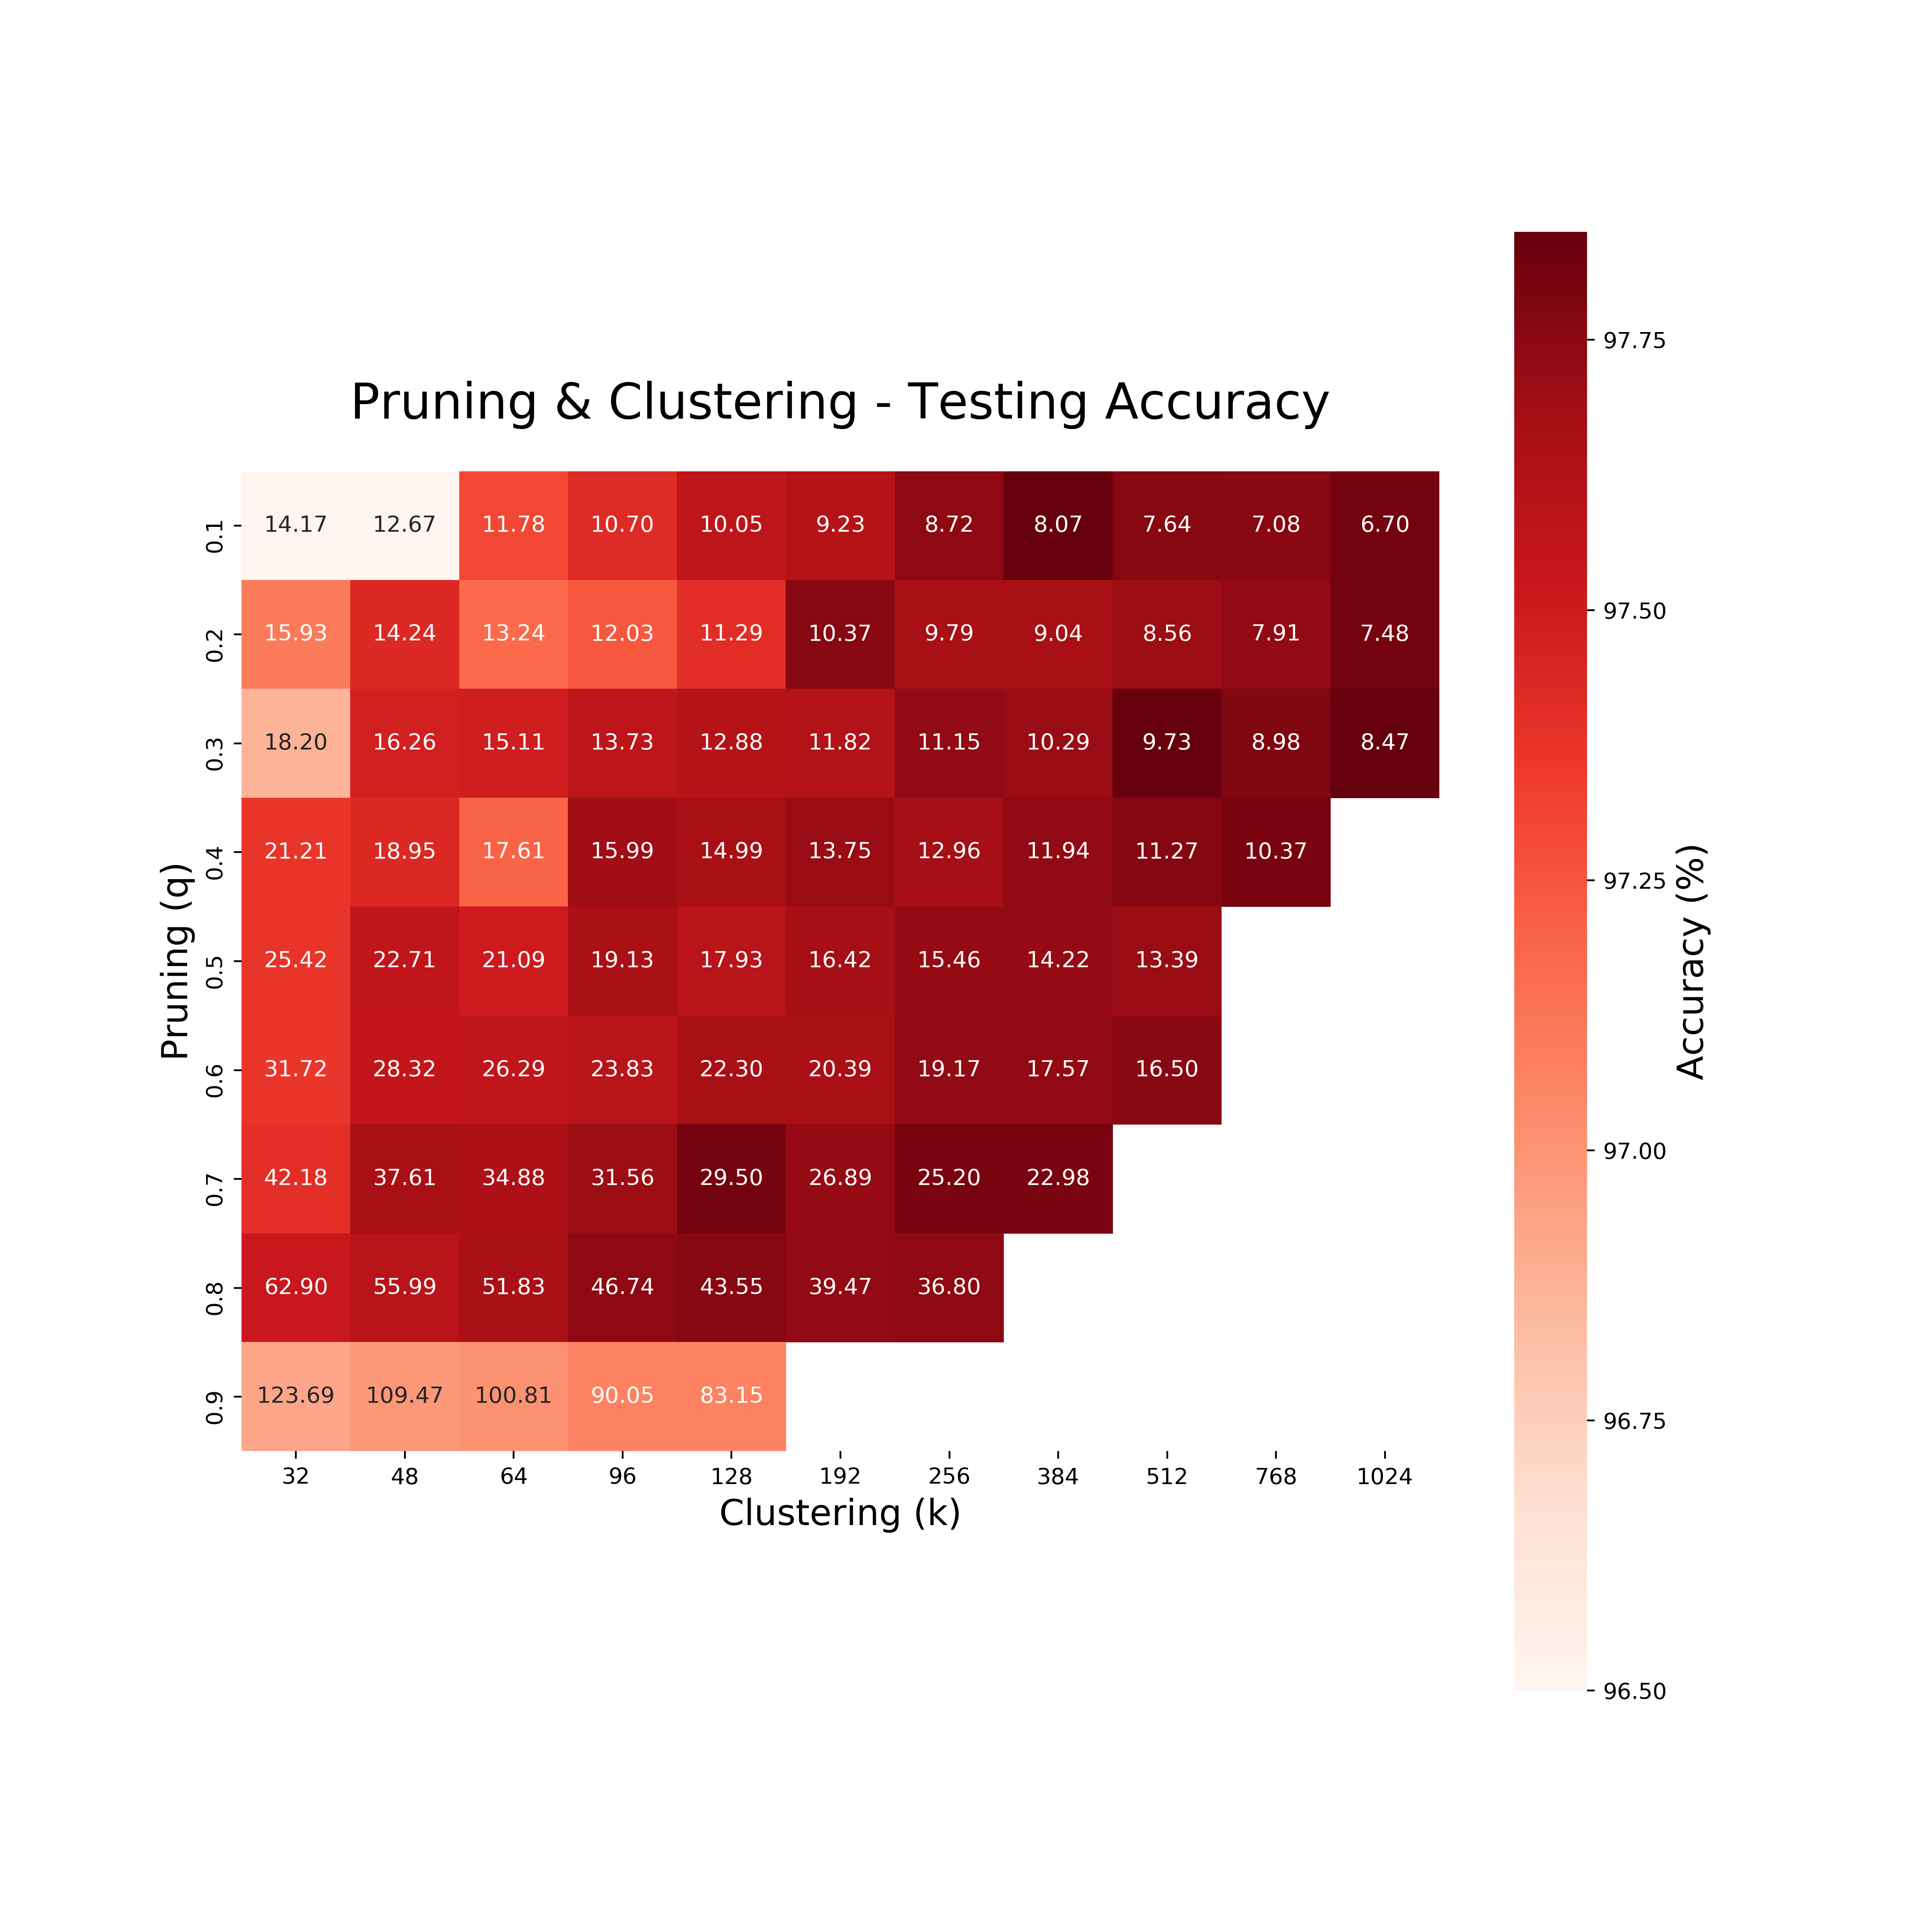 Pruning & Clustering - Testing Accuracy
Pruning (q)
0.1 14.17 12.67 11.78 10.70 10.05 9.23 8.72 8.07 7.64 7.08 6.70
0.2 15.93 14.24 13.24 12.03 11.29 10.37 9.79 9.04 8.56 7.91 7.48
0.3 18.20 16.26 15.11 13.73 12.88 11.82 11.15 10.29 9.73 8.98 8.47
0.4 21.21 18.95 17.61 15.99 14.99 13.75 12.96 11.94 11.27 10.37
0.5 25.42 22.71 21.09 19.13 17.93 16.42 15.46 14.22 13.39
0.6 31.72 28.32 26.29 23.83 22.30 20.39 19.17 17.57 16.50
0.7 42.18 37.61 34.88 31.56 29.50 26.89 25.20 22.98
0.8 62.90 55.99 51.83 46.74 43.55 39.47 36.80
0.9 123.69 109.47 100.81 90.05 83.15
32 48 64 96 128 192 256 384 512 768 1024
Clustering (k)
97.75
97.50
97.25
97.00
96.75
96.50
Accuracy (%)